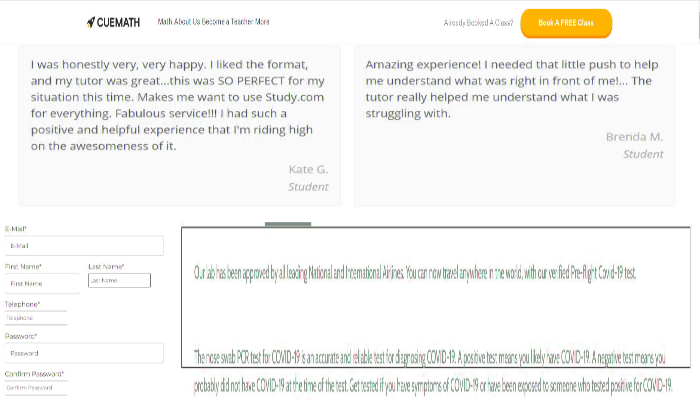 CUEMATH Math About Us Become a Teacher More Already Booked A Class? Book A FREE Class
I was honestly very, very happy. I liked the format,
and my tutor was great...this was SO PERFECT for my
situation this time. Makes me want to use Study.com
for everything. Fabulous service!!! I had such a
positive and helpful experience that I'm riding high
on the awesomeness of it.
Kate G.
Student
Amazing experience! I needed that little push to help
me understand what was right in front of me!... The
tutor really helped me understand what I was
struggling with.
Brenda M.
Student
E-Mail*
E-Mail
First Name* Last Name*
First Name Last Name
Telephone*
Telephone
Password*
Password
Confirm Password*
Confirm Password
Our lab has been approved by all leading National and International Airlines. You can now travel anywhere in the world, with our verified Pre-flight Covid-19 test.
The nose swab PCR test for COVID-19 is an accurate and reliable test for diagnosing COVID-19. A positive test means you likely have COVID-19. A negative test means you
probably did not have COVID-19 at the time of the test. Get tested if you have symptoms of COVID-19 or have been exposed to someone who tested positive for COVID-19.